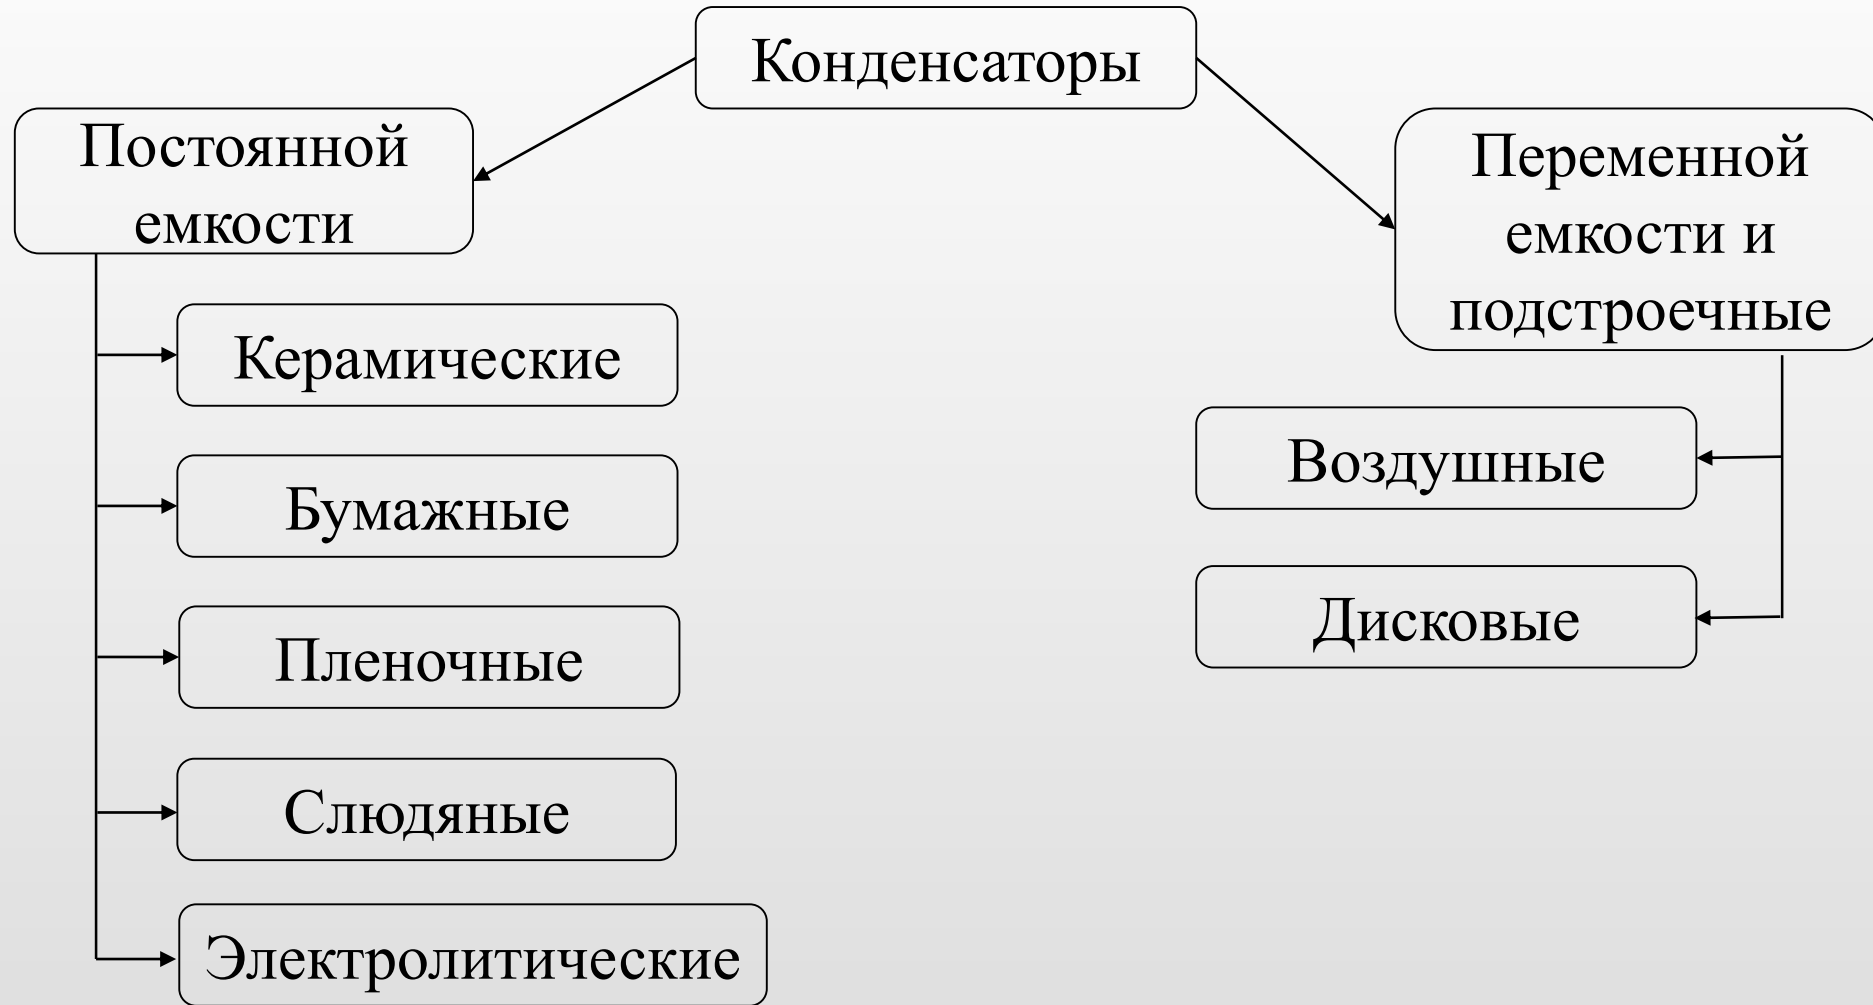 Конденсаторы
Постоянной
емкости
Керамические
Бумажные
Пленочные
Слюдяные
Электролитические
Переменной
емкости и
подстроечные
Воздушные
Дисковые